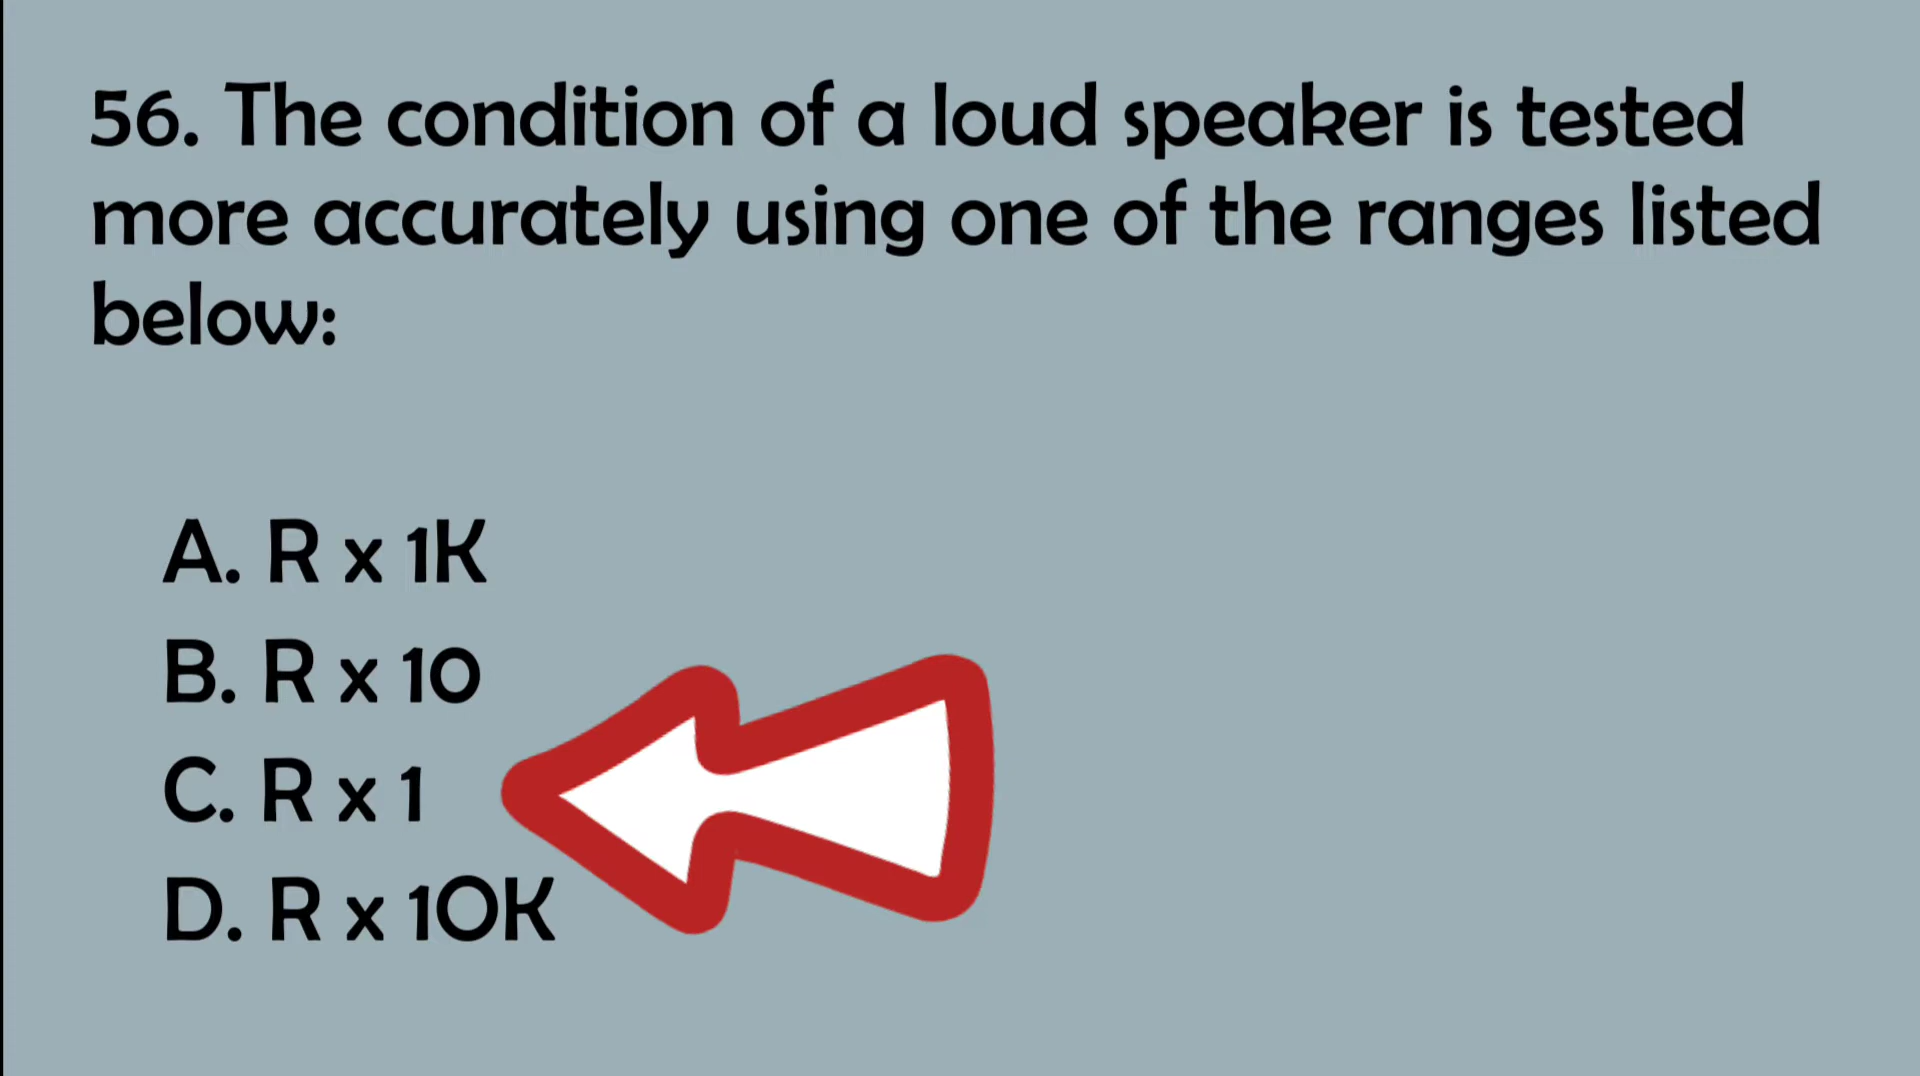 56. The condition of a loud speaker is tested
more accurately using one of the ranges listed
below:
A. R x 1K
B. R x 10
C. R x 1
D. R x 10K